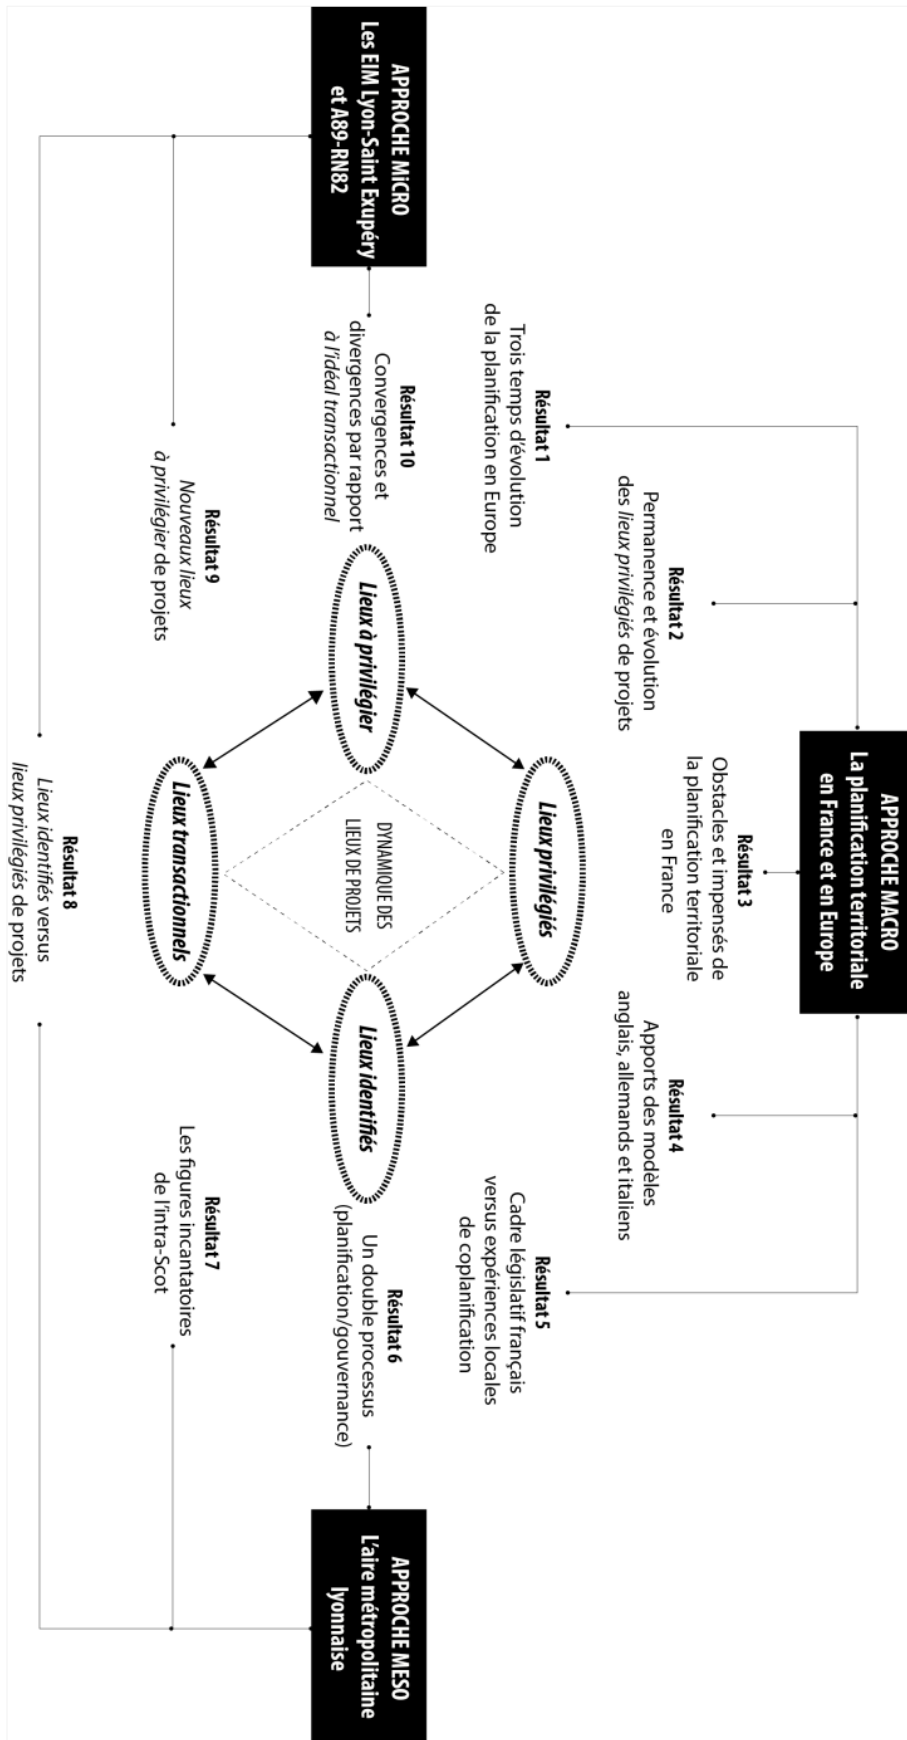 APPROCHE MACRO
La planification territoriale
en France et en Europe
Résultat 1
Trois temps d'évolution
de la planification en Europe
Résultat 2
Permanence et évolution
des lieux privilégiés de projets
Résultat 3
Obstacles et impensés de
la planification territoriale
en France
Résultat 4
Apports des modèles
anglais, allemands et italiens
Résultat 5
Cadre législatif français
versus expériences locales
de coplanification
APPROCHE MiCRO
Les EIM Lyon-Saint Exupéry
et A89-RN82
Résultat 10
Convergences et
divergences par rapport
à l'idéal transactionnel
Lieux privilégiés
Lieux à privilégier
DYNAMIQUE DES
LIEUX DE PROJETS
Lieux identifiés
Lieux transactionnels
Résultat 6
Un double processus
(planification/gouvernance)
APPROCHE MESO
L'aire métropolitaine
lyonnaise
Résultat 9
Nouveaux lieux
à privilégier de projets
Résultat 7
Les figures incantatoires
de l'intra-Scot
Résultat 8
Lieux identifiés versus
lieux privilégiés de projets